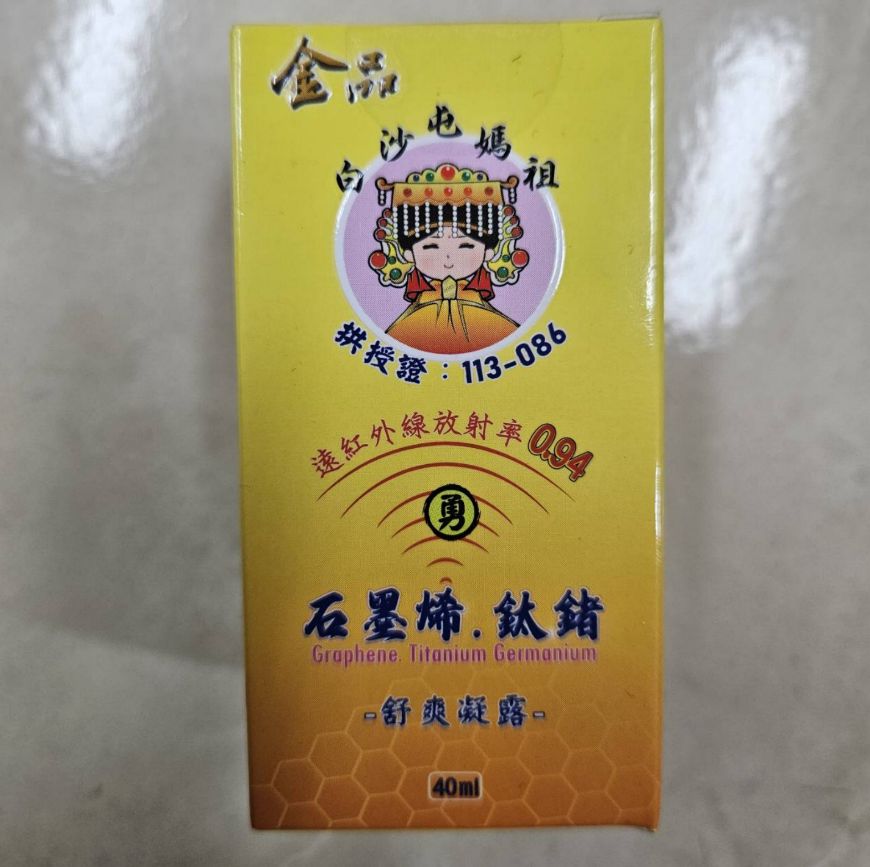 金品
白沙屯媽祖
拱授證：113-086
遠紅外線放射率0.94
勇
石墨烯.鈦鍺
Graphene. Titanium Germanium
-舒爽凝露-
40ml